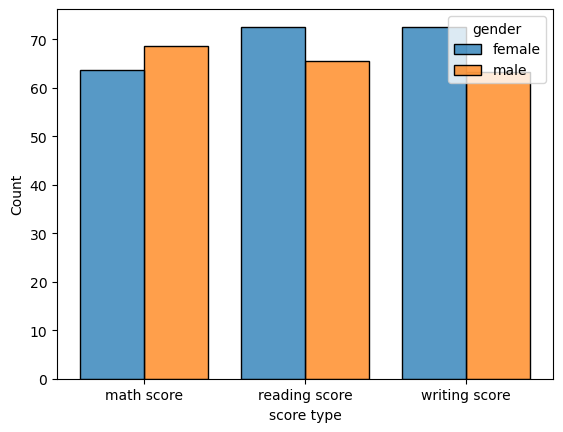 gender
female
male
70
60
50
40
30
20
10
0
Count
math score
reading score
writing score
score type